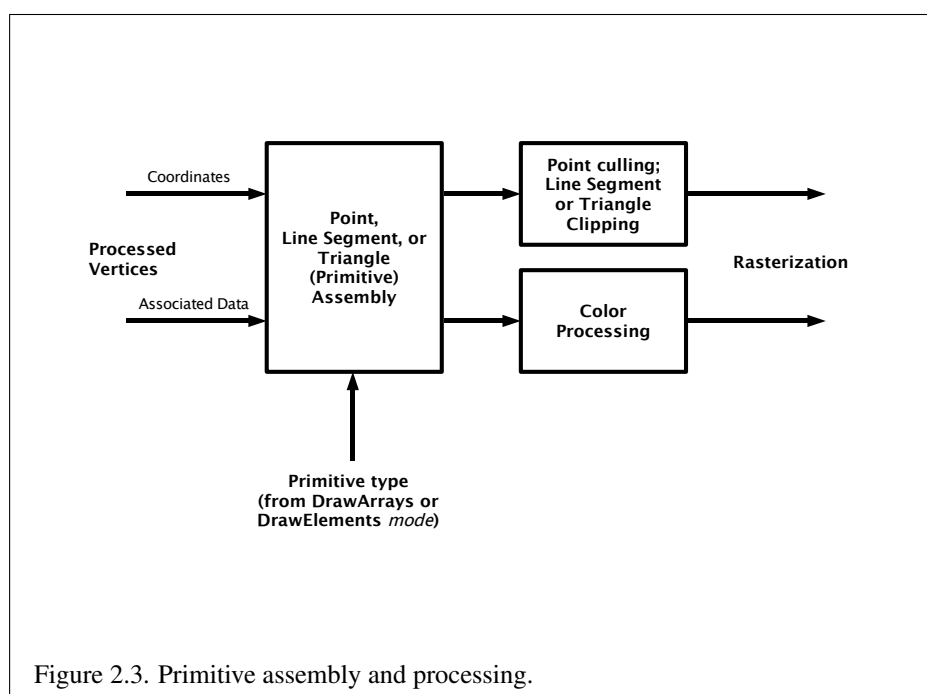 Coordinates
Processed
Vertices
Associated Data
Point,
Line Segment, or
Triangle
(Primitive)
Assembly
Point culling;
Line Segment
or Triangle
Clipping
Color
Processing
Rasterization
Primitive type
(from DrawArrays or
DrawElements mode)
Figure 2.3. Primitive assembly and processing.